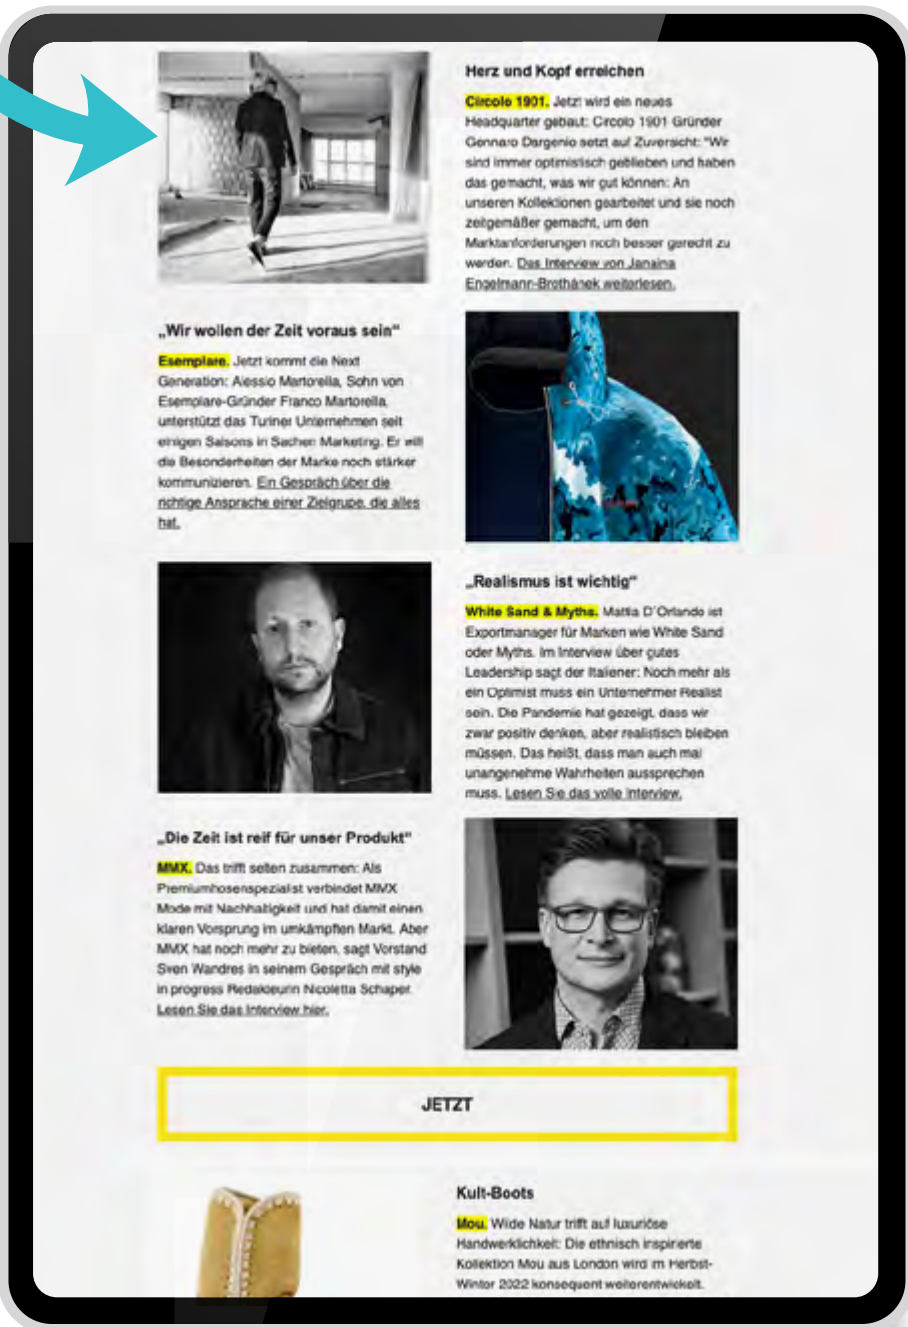 Herz und Kopf erreichen
Circolo 1901. Jetzt wird ein neues
Headquarter gebaut: Circolo 1901 Gründer
Gennaro Dargenio setzt auf Zuversicht: "Wir
sind immer optimistisch geblieben und haben
das gemacht, was wir gut können: An
unseren Kollektionen gearbeitet und sie noch
zeitgemäßer gemacht, um den
Marktanforderungen noch besser gerecht zu
werden. Das Interview von Janaina
Engelmann-Brothánek weiterlesen.
„Wir wollen der Zeit voraus sein“
Esemplare. Jetzt kommt die Next
Generation: Alessio Martorella, Sohn von
Esemplare-Gründer Franco Martorella,
unterstützt das Turiner Unternehmen seit
einigen Saisons in Sachen Marketing. Er will
die Besonderheiten der Marke noch stärker
kommunizieren. Ein Gespräch über die
richtige Ansprache einer Zielgrupe, die alles
hat.
„Realismus ist wichtig“
White Sand & Myths. Mattia D´Orlando ist
Exportmanager für Marken wie White Sand
oder Myths. Im Interview über gutes
Leadership sagt der Italiener: Noch mehr als
ein Optimist muss ein Unternehmer Realist
sein. Die Pandemie hat gezeigt, dass wir
zwar positiv denken, aber realistisch bleiben
müssen. Das heißt, dass man auch mal
unangenehme Wahrheiten aussprechen
muss. Lesen Sie das volle Interview.
„Die Zeit ist reif für unser Produkt“
MMX. Das trifft selten zusammen: Als
Premiumhosenspezialist verbindet MMX
Mode mit Nachhaltigkeit und hat damit einen
klaren Vorsprung im umkämpften Markt. Aber
MMX hat noch mehr zu bieten, sagt Vorstand
Sven Wandres in seinem Gespräch mit style
in progress Redakteurin Nicoletta Schaper.
Lesen Sie das Interview hier.
JETZT
Kult-Boots
Mou. Wilde Natur trifft auf luxuriöse
Handwerklichkeit: Die ethnisch inspirierte
Kollektion Mou aus London wird im Herbst-
Winter 2022 konsequent weiterentwickelt.